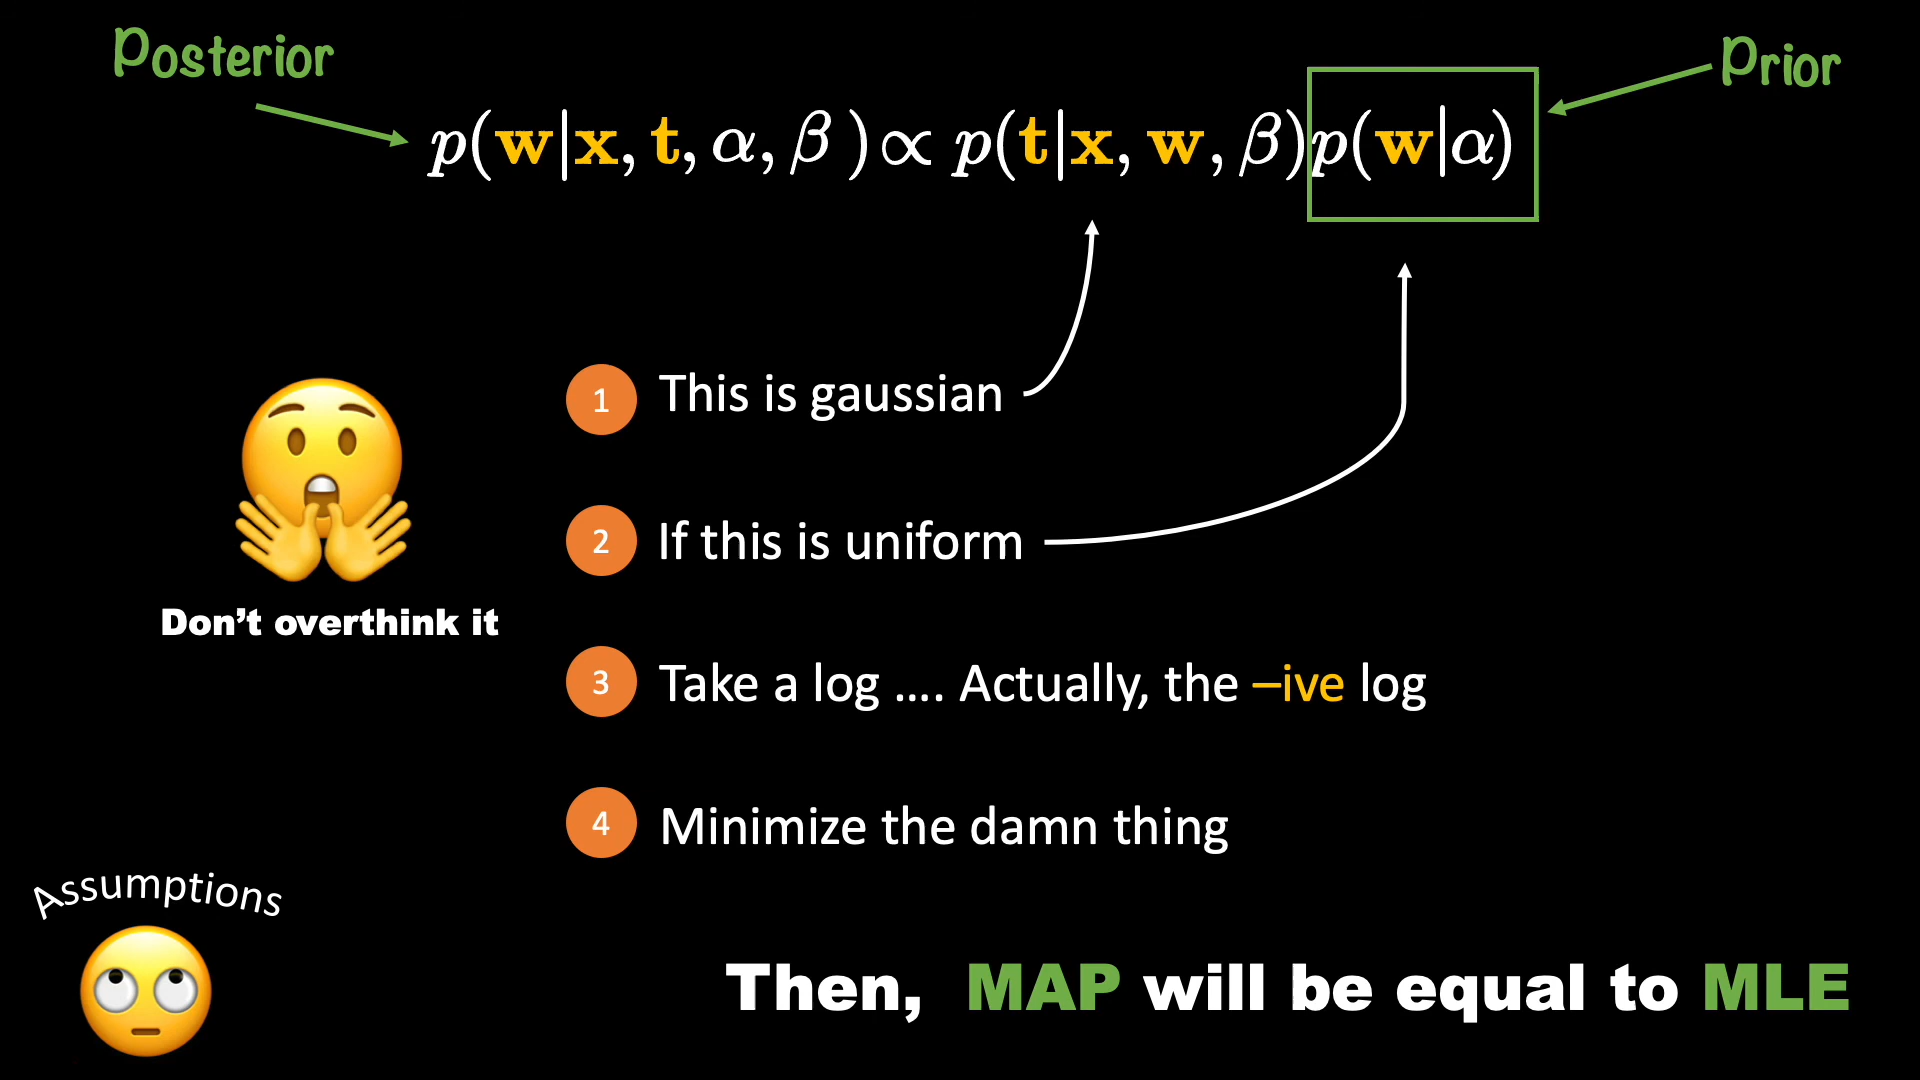 Posterior
Prior
p(w|x, t, α, β ) ∝ p(t|x, w, β)p(w|α)
1 This is gaussian
2 If this is uniform
Don’t overthink it
3 Take a log .... Actually, the –ive log
4 Minimize the damn thing
Assumptions
Then, MAP will be equal to MLE